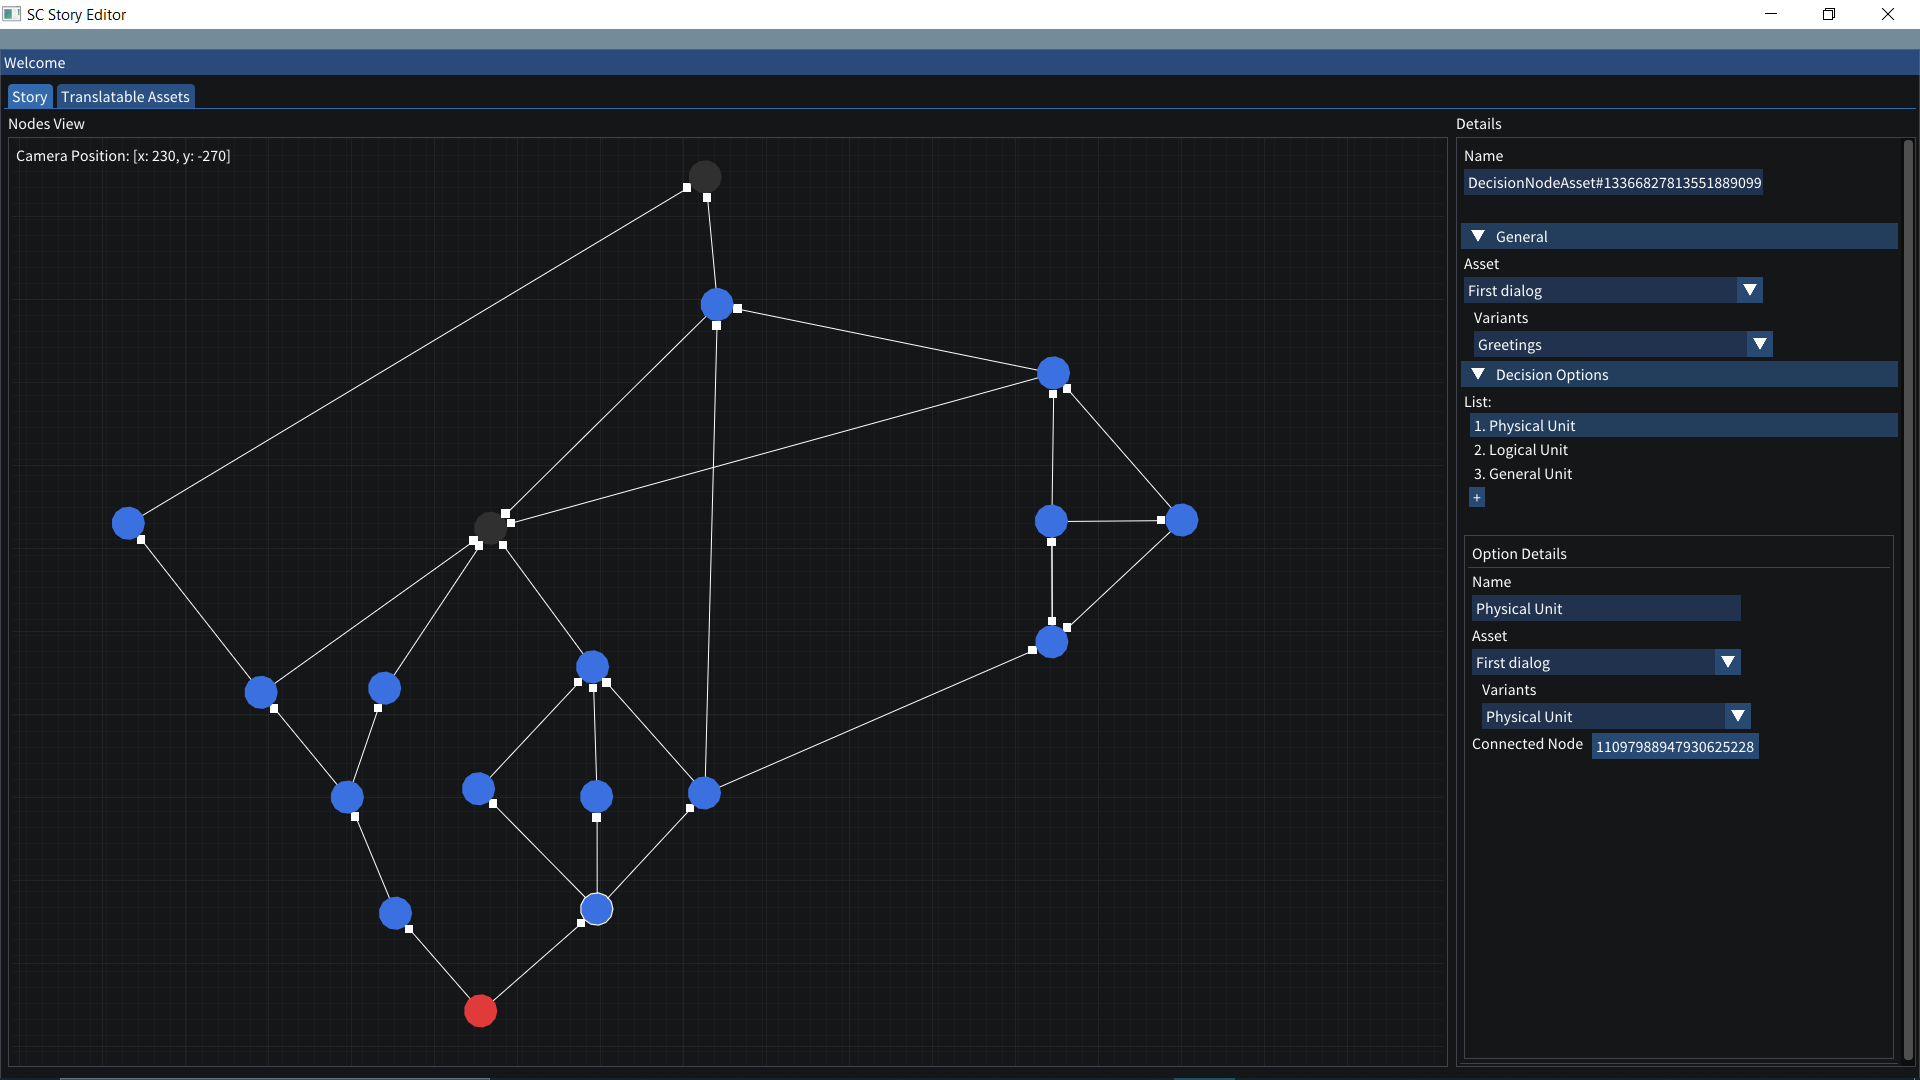 SC Story Editor
Welcome
Story Translatable Assets
Nodes View
Camera Position: [x: 230, y: -270]
Details
Name
DecisionNodeAsset#13366827813551889099
General
Asset
First dialog
Variants
Greetings
Decision Options
List:
1. Physical Unit
2. Logical Unit
3. General Unit
+
Option Details
Name
Physical Unit
Asset
First dialog
Variants
Physical Unit
Connected Node 11097988947930625228